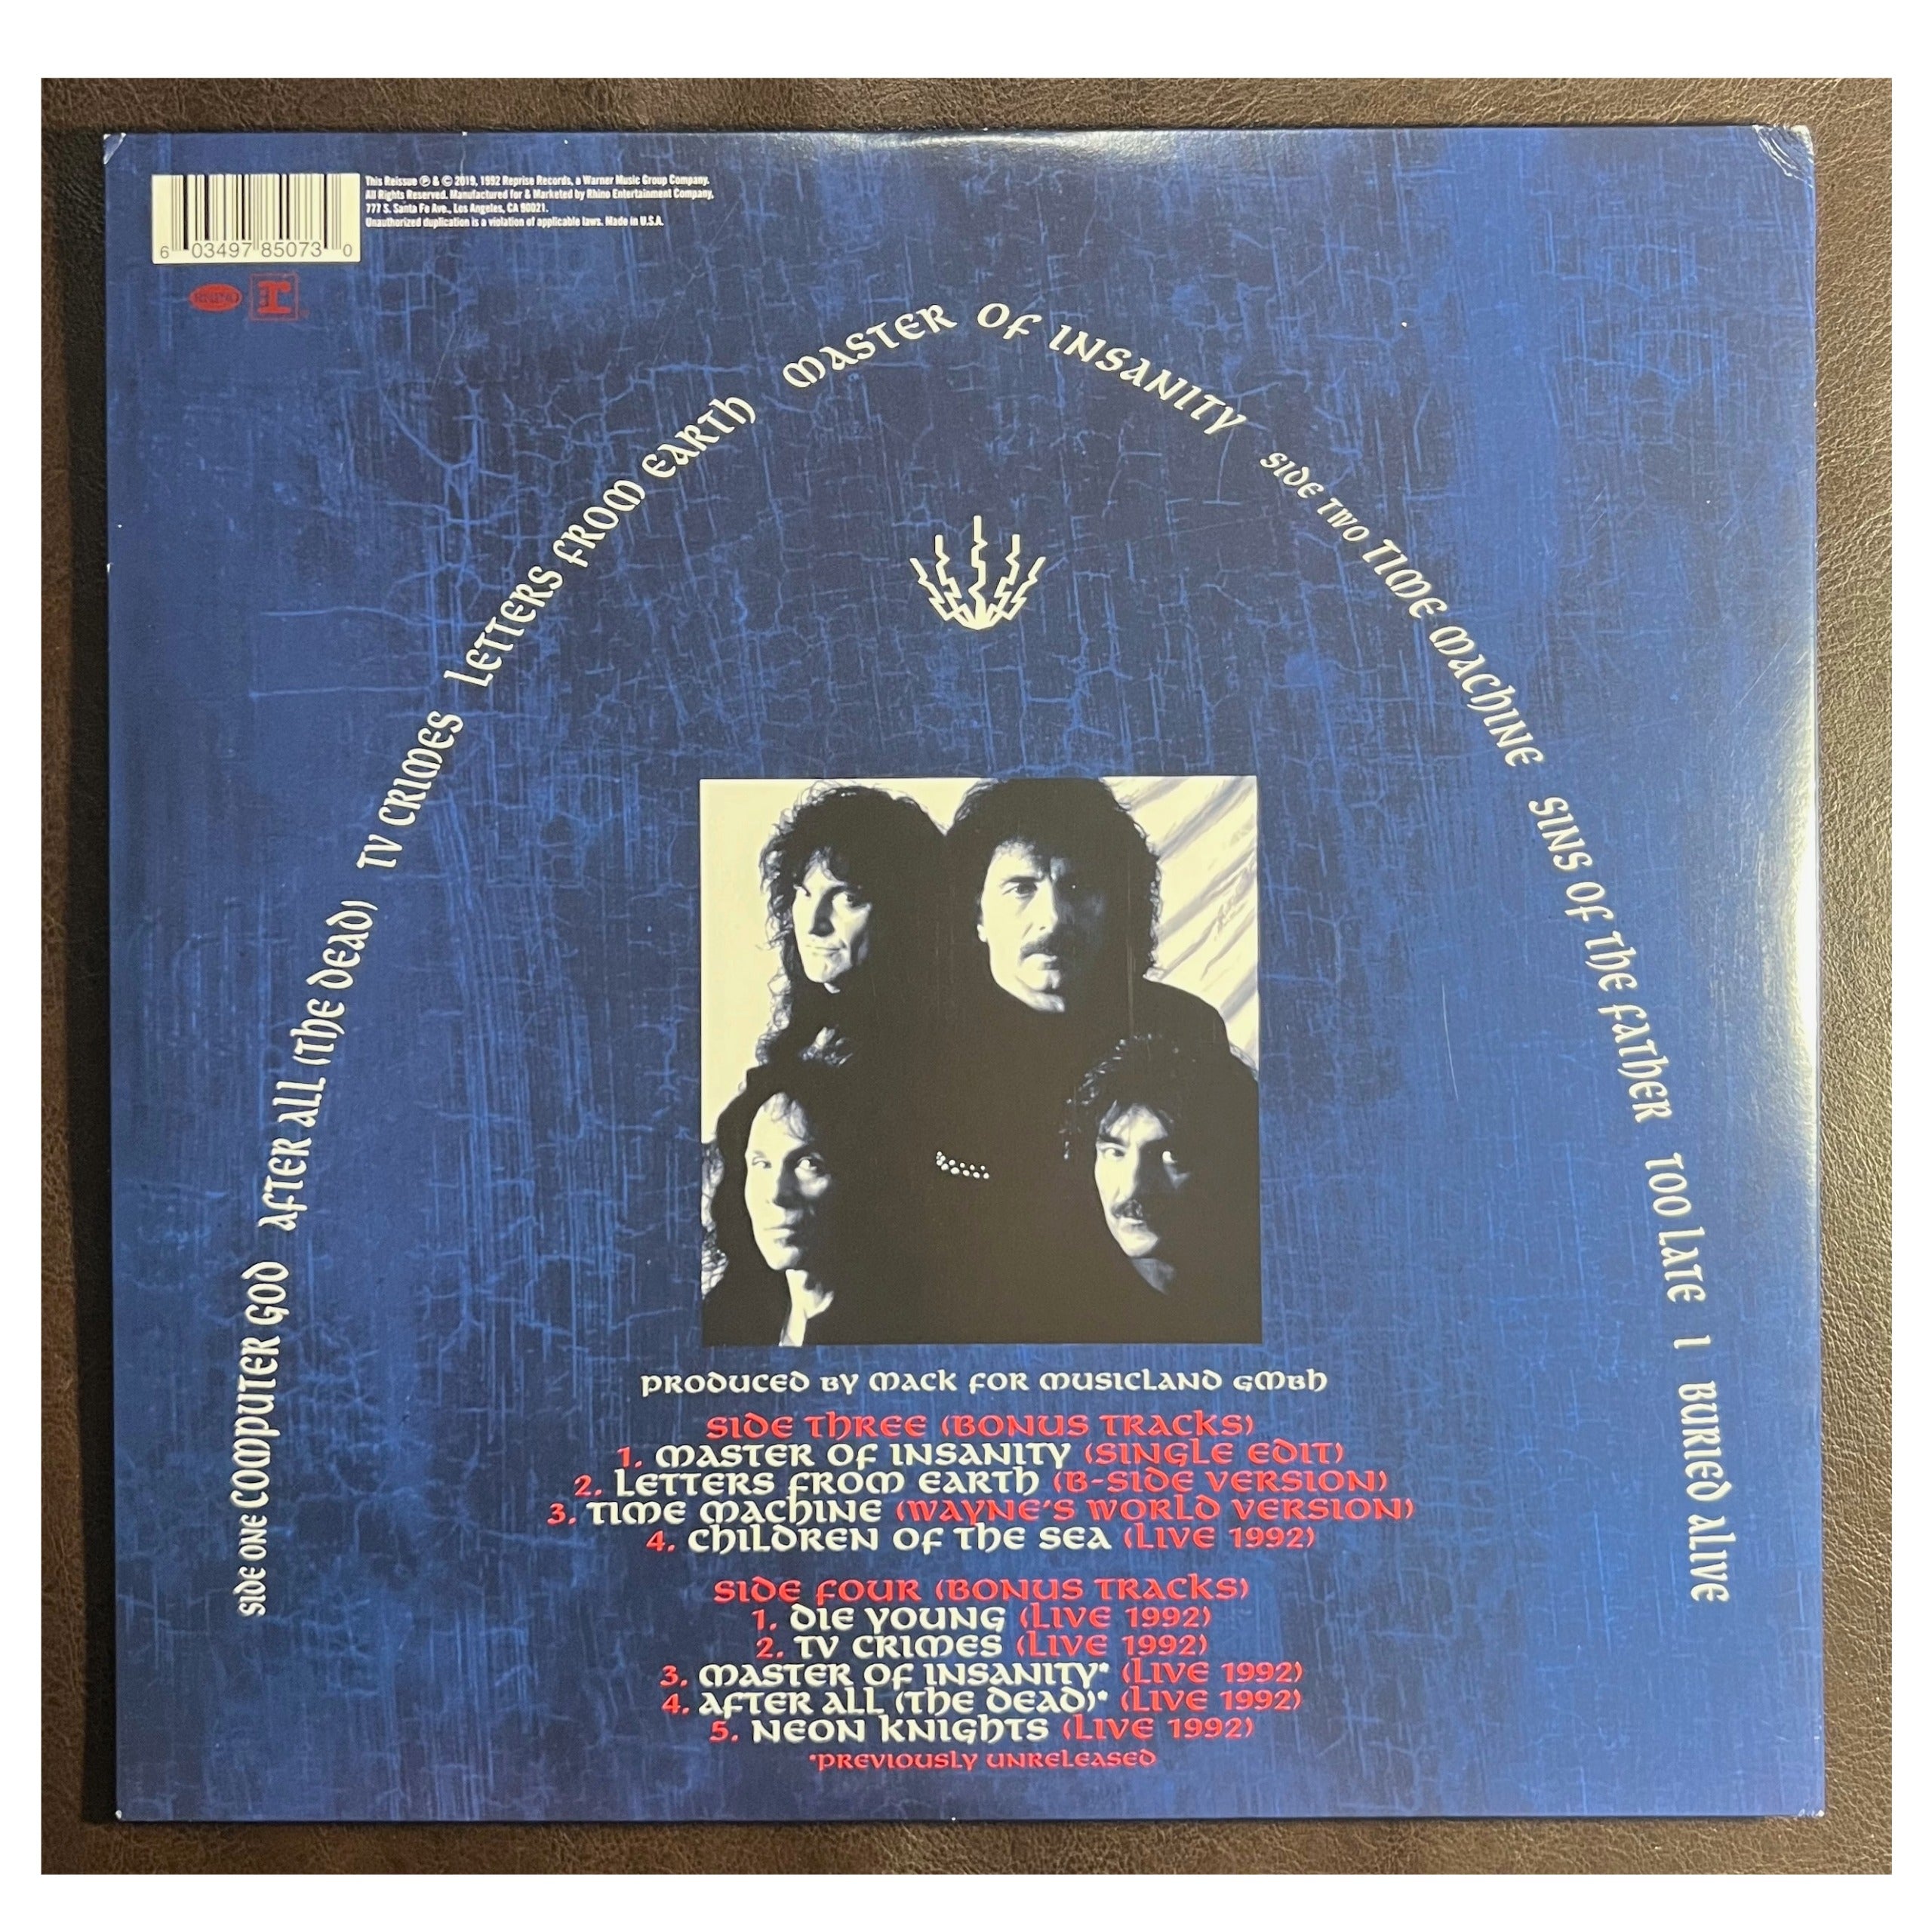 This Reissue ℗ & © 2019, 1992 Reprise Records, a Warner Music Group Company.
All Rights Reserved. Manufactured for & Marketed by Rhino Entertainment Company,
777 S. Santa Fe Ave., Los Angeles, CA 90021.
Unauthorized duplication is a violation of applicable laws. Made in U.S.A.
6 03497 85073 0
RHINO r
SIDE ONE COMPUTER GOD AFTER ALL (THE DEAD) TV CRIMES LETTERS FROM EARTH MASTER OF INSANITY
SIDE TWO TIME MACHINE SINS OF THE FATHER TOO LATE I BURIED ALIVE
PRODUCED BY MACK FOR MUSICLAND GMBH
SIDE THREE (BONUS TRACKS)
1. MASTER OF INSANITY (SINGLE EDIT)
2. LETTERS FROM EARTH (B-SIDE VERSION)
3. TIME MACHINE (WAYNE'S WORLD VERSION)
4. CHILDREN OF THE SEA (LIVE 1992)
SIDE FOUR (BONUS TRACKS)
1. DIE YOUNG (LIVE 1992)
2. TV CRIMES (LIVE 1992)
3. MASTER OF INSANITY* (LIVE 1992)
4. AFTER ALL (THE DEAD)* (LIVE 1992)
5. NEON KNIGHTS (LIVE 1992)
*PREVIOUSLY UNRELEASED